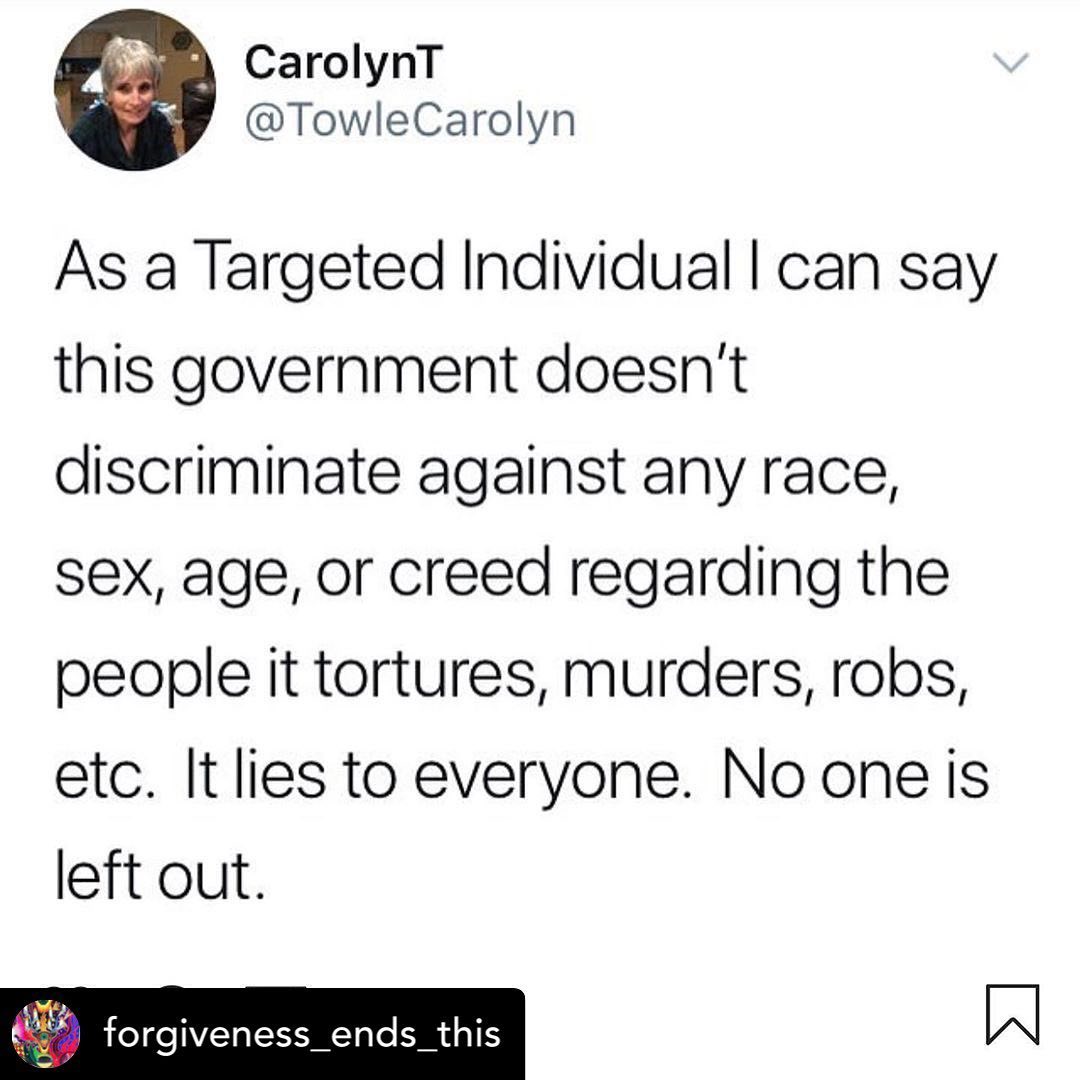 CarolynT
@TowleCarolyn
As a Targeted Individual I can say
this government doesn’t
discriminate against any race,
sex, age, or creed regarding the
people it tortures, murders, robs,
etc.  It lies to everyone.  No one is
left out.
forgiveness_ends_this